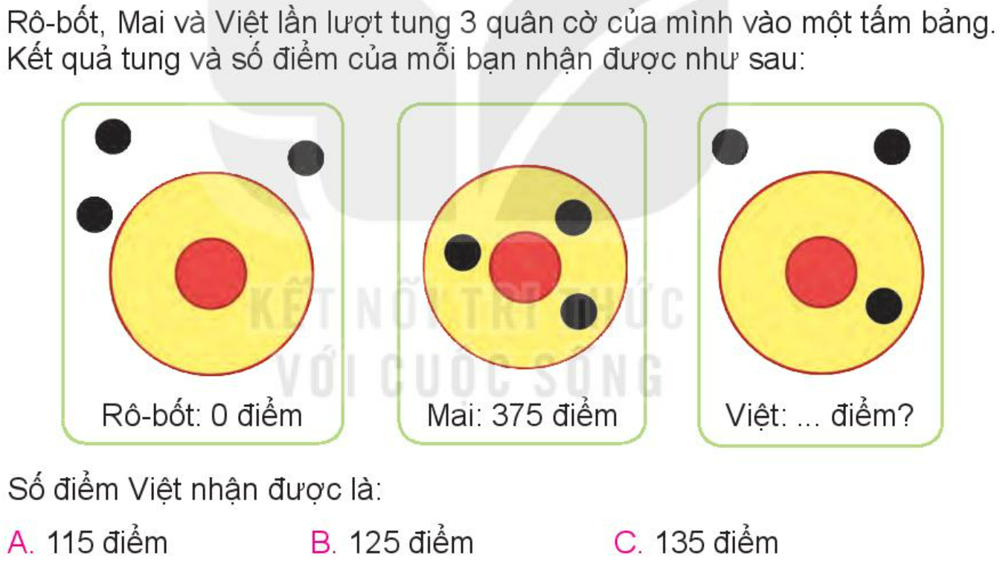 Rô-bốt, Mai và Việt lần lượt tung 3 quân cờ của mình vào một tấm bảng.
Kết quả tung và số điểm của mỗi bạn nhận được như sau:
KẾT NỐI TRI THỨC
VỚI CUỘC SỐNG
Rô-bốt: 0 điểm
Mai: 375 điểm
Việt: ... điểm?
Số điểm Việt nhận được là:
A. 115 điểm
B. 125 điểm
C. 135 điểm